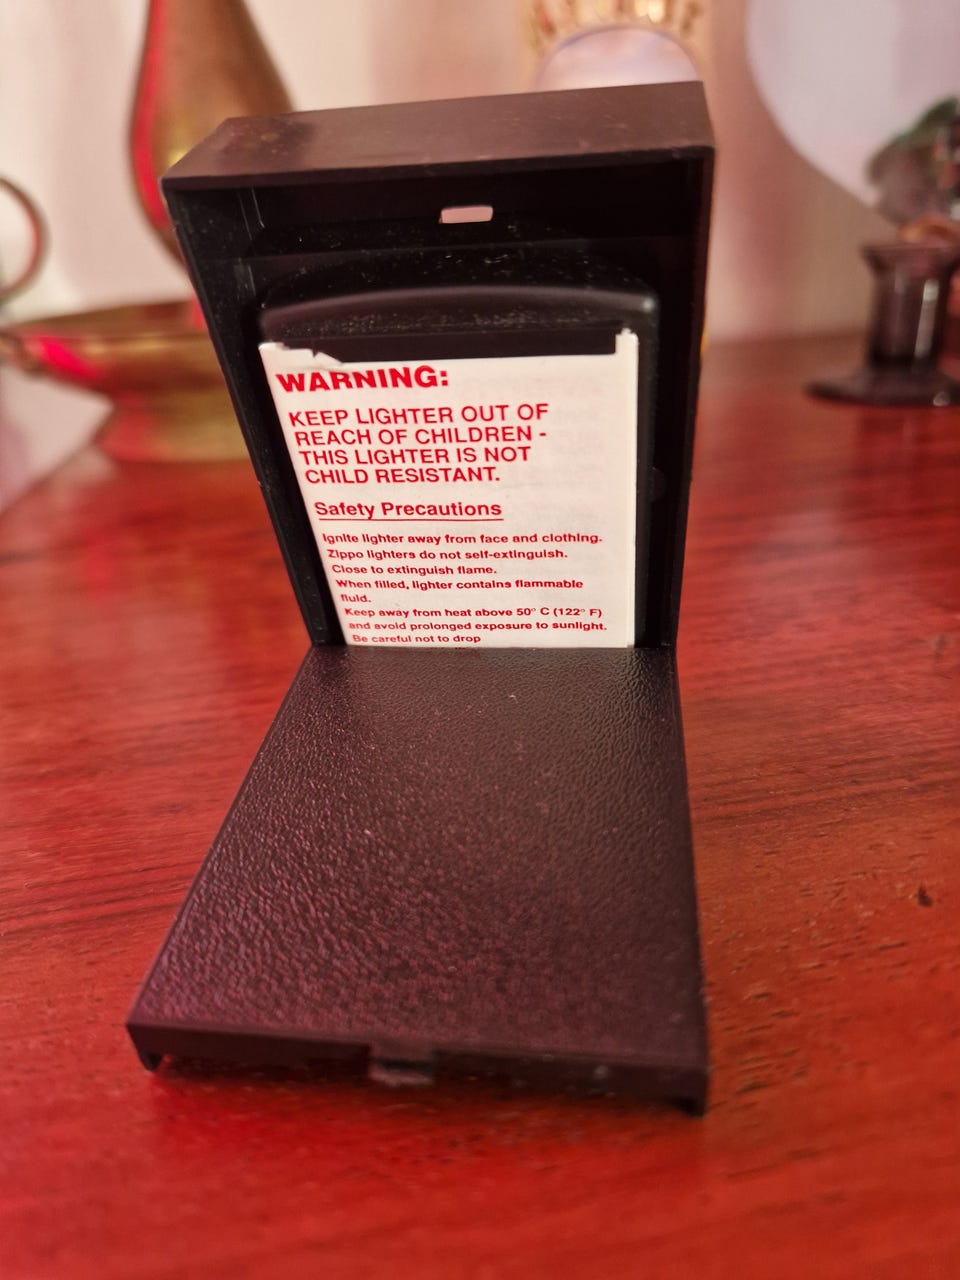 WARNING:
KEEP LIGHTER OUT OF
REACH OF CHILDREN -
THIS LIGHTER IS NOT
CHILD RESISTANT.
Safety Precautions
Ignite lighter away from face and clothing.
Zippo lighters do not self-extinguish.
Close to extinguish flame.
When filled, lighter contains flammable
fluid.
Keep away from heat above 50° C (122° F)
and avoid prolonged exposure to sunlight.
Be careful not to drop